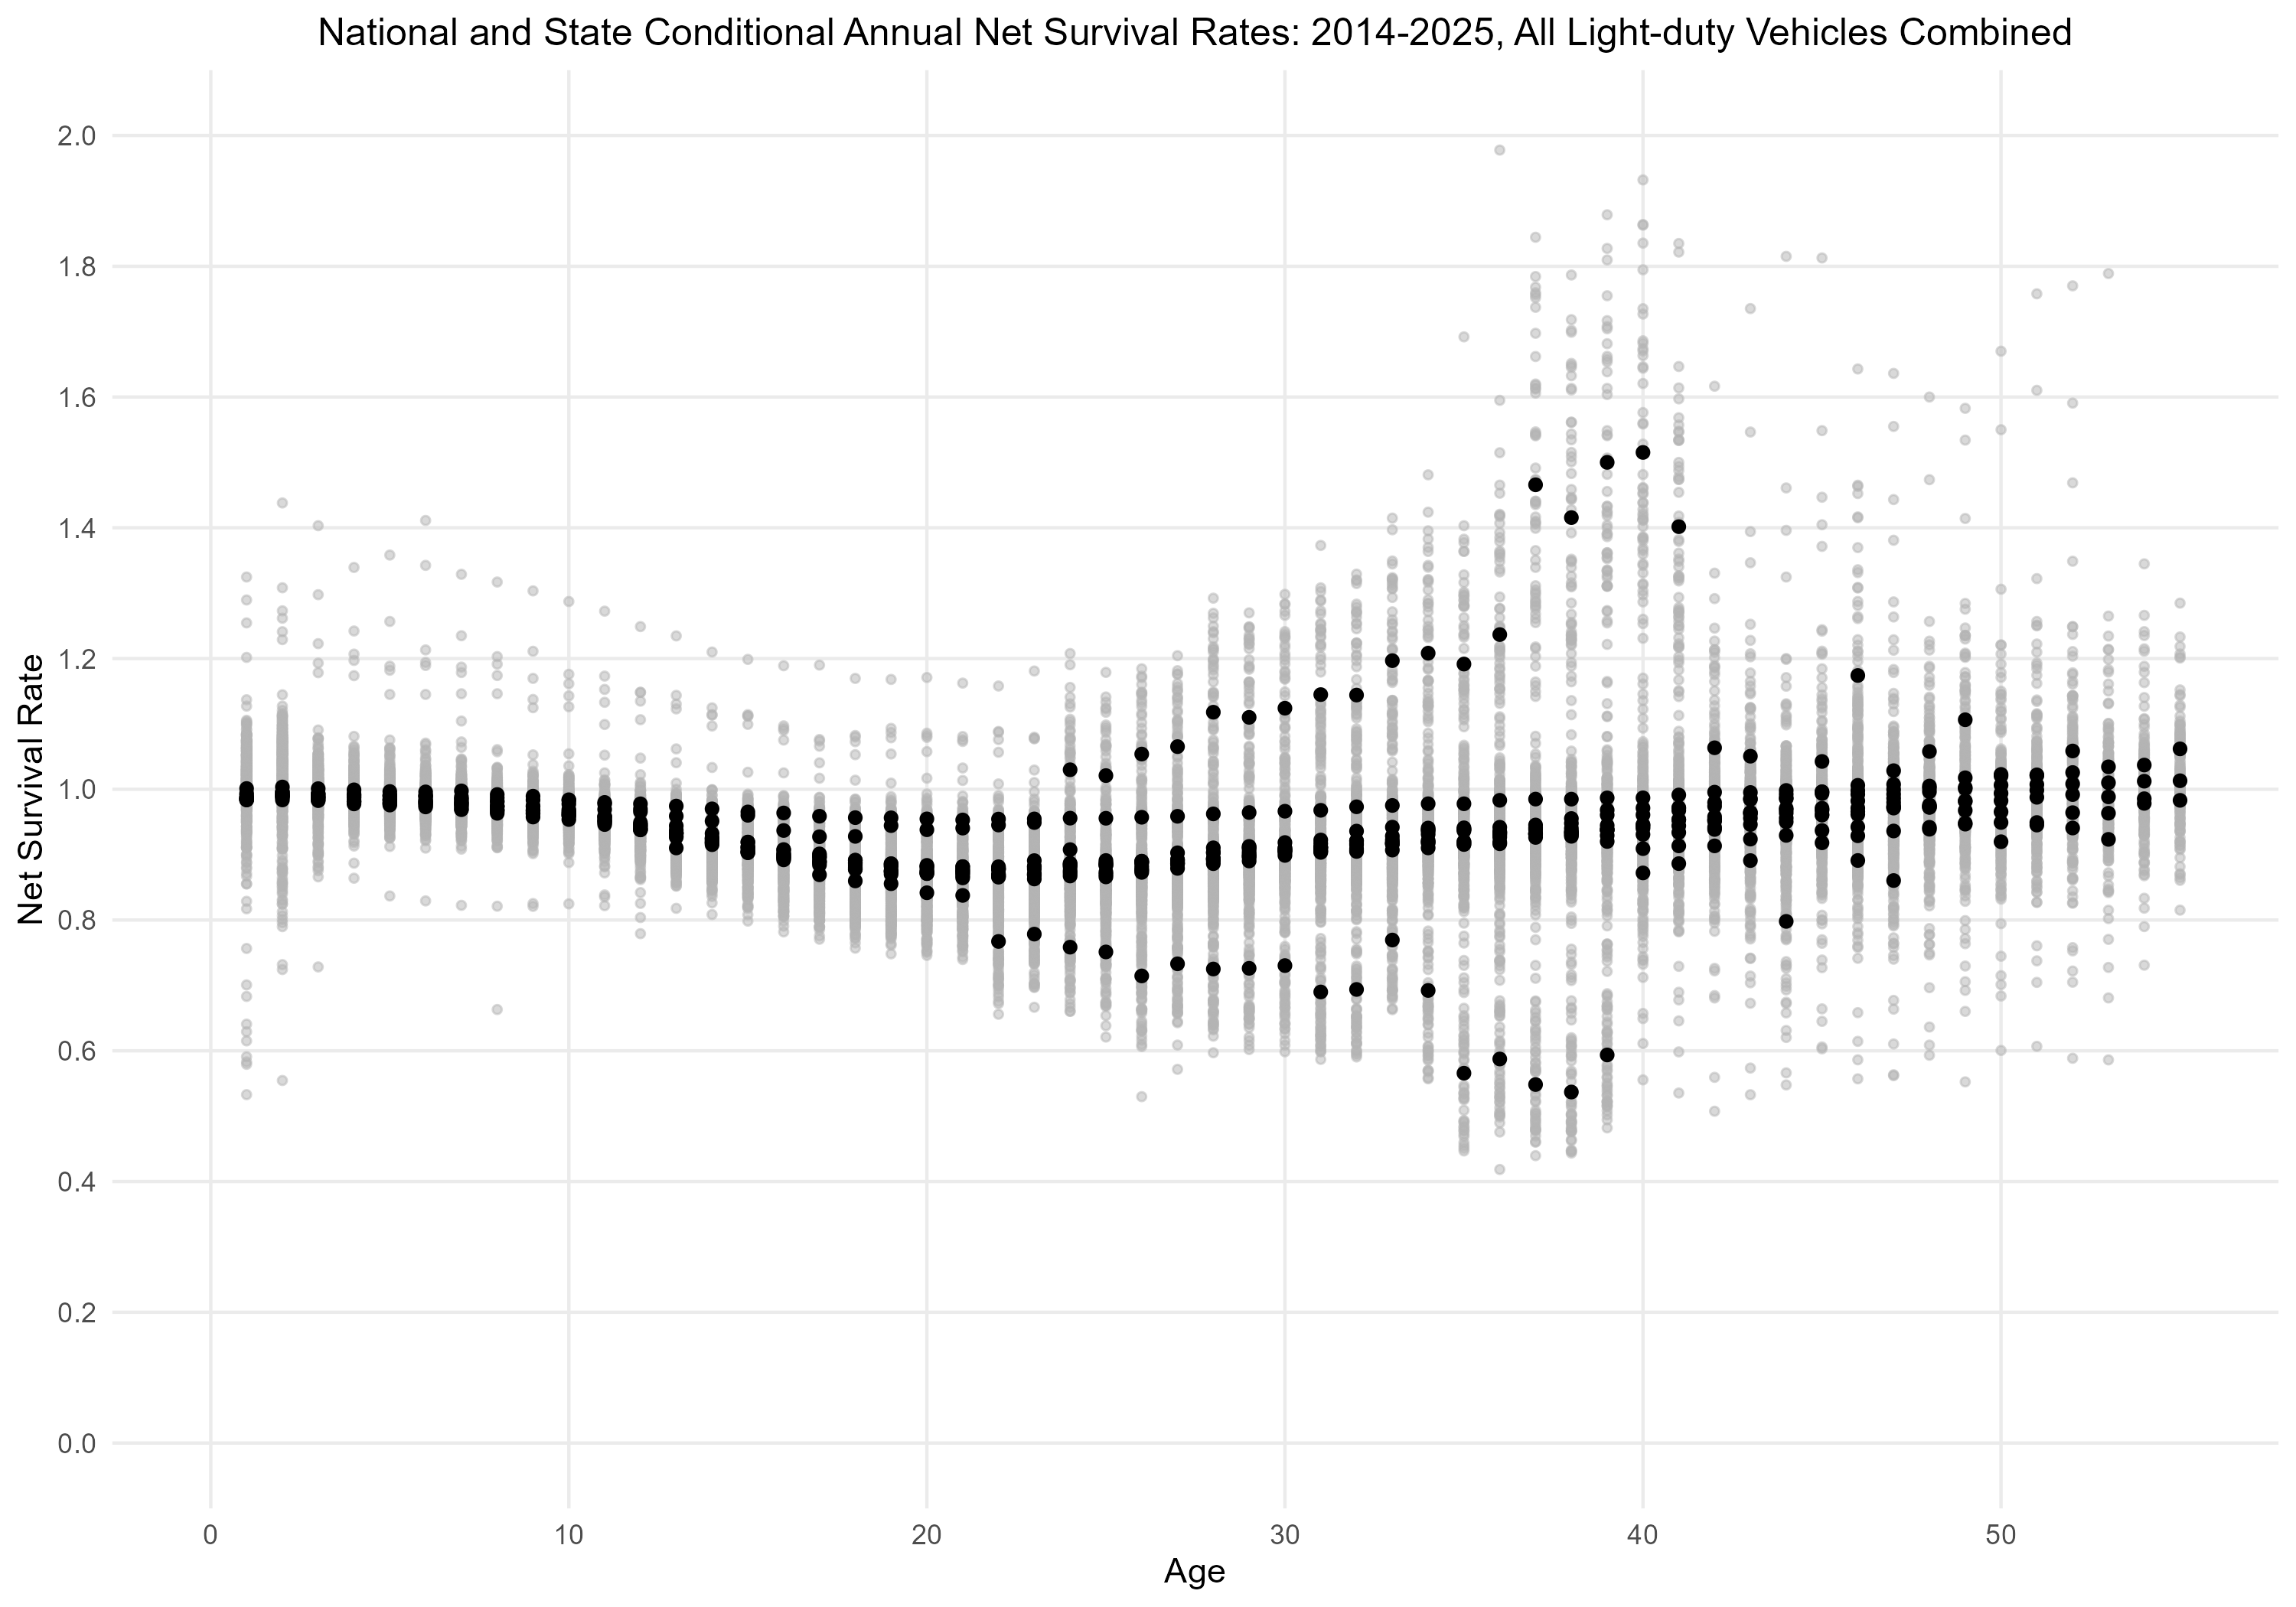 National and State Conditional Annual Net Survival Rates: 2014-2025, All Light-duty Vehicles Combined
Net Survival Rate
2.0
1.8
1.6
1.4
1.2
1.0
0.8
0.6
0.4
0.2
0.0
0 10 20 30 40 50
Age